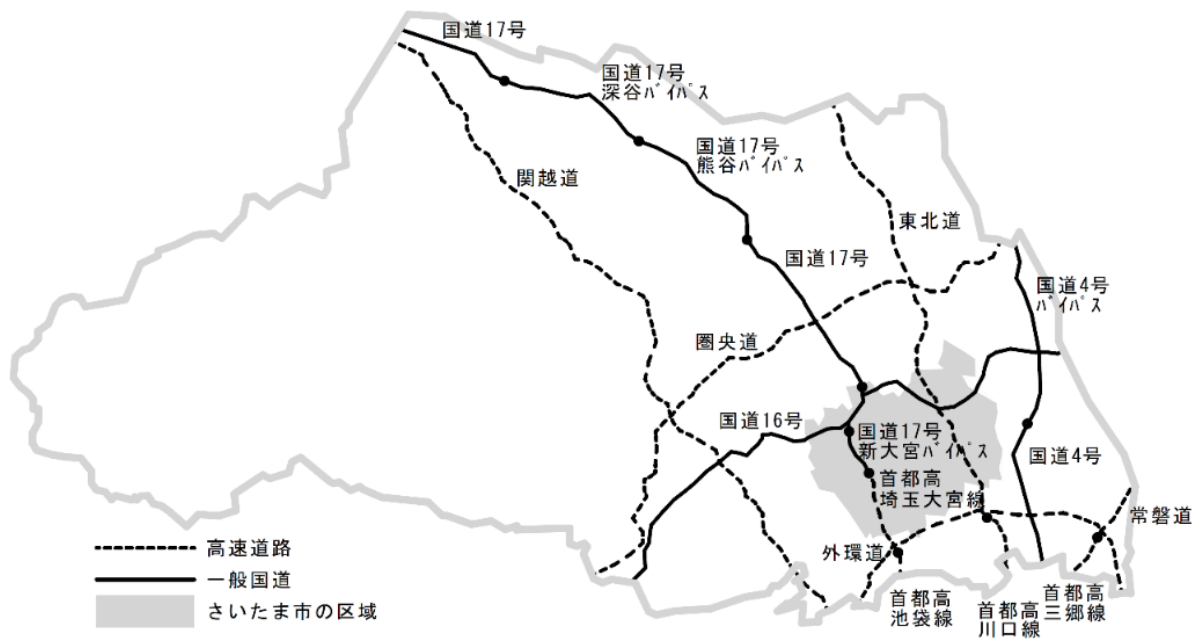 国道17号
国道17号
深谷ﾊﾞｲﾊﾟｽ
国道17号
熊谷ﾊﾞｲﾊﾟｽ
関越道
東北道
国道17号
国道4号
ﾊﾞｲﾊﾟｽ
圏央道
国道16号
国道17号
新大宮ﾊﾞｲﾊﾟｽ
国道4号
首都高
埼玉大宮線
常磐道
外環道
高速道路
一般国道
さいたま市の区域
首都高
池袋線
首都高
川口線
首都高
三郷線